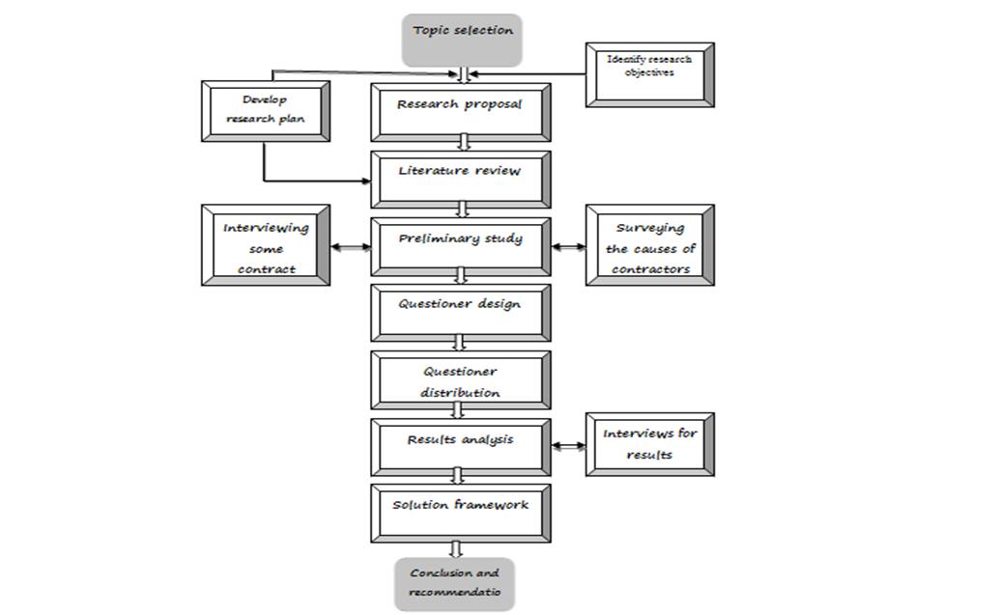 Topic selection
Identify research
objectives
Develop
research plan
Research proposal
Literature review
Interviewing
some
contract
Preliminary study
Surveying
the causes of
contractors
Questioner design
Questioner
distribution
Results analysis
Interviews for
results
Solution framework
Conclusion and
recommendatio